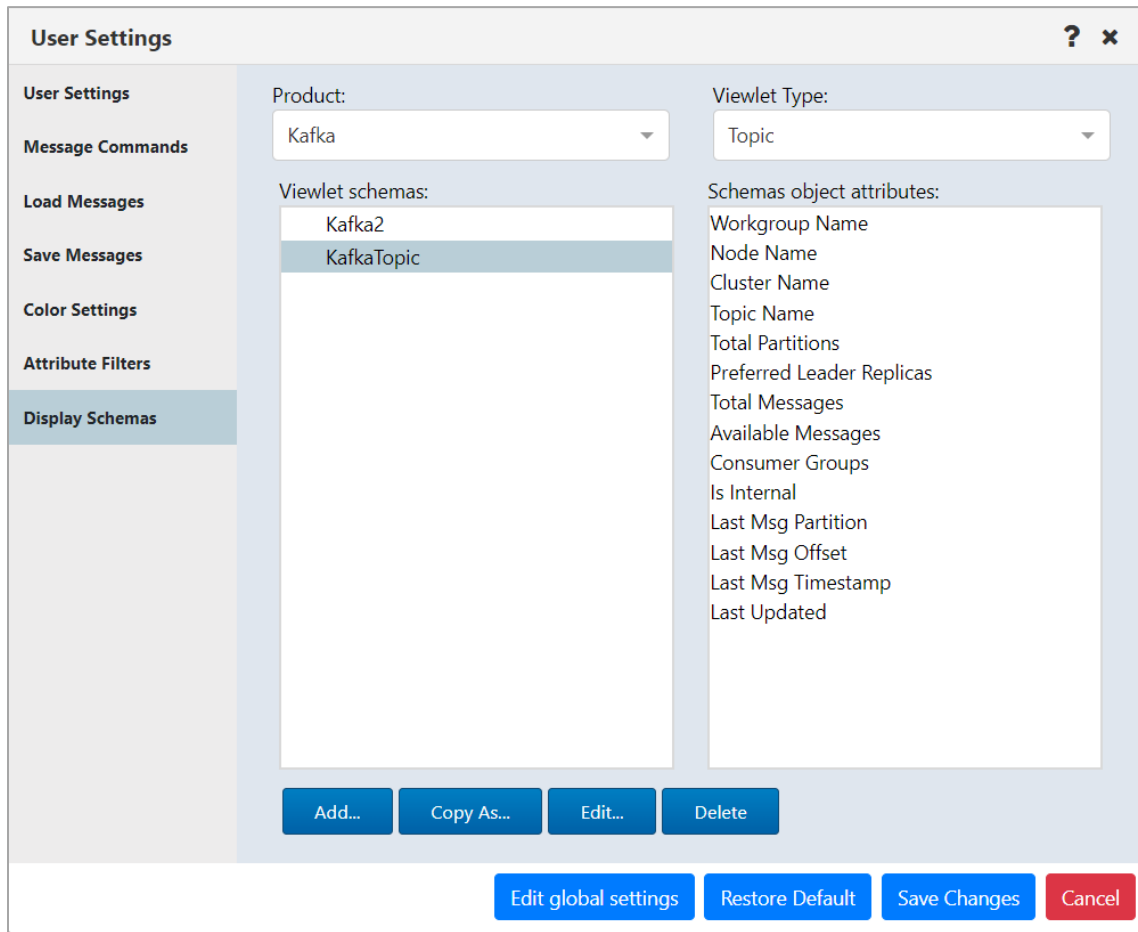 User Settings
?
User Settings
Message Commands
Load Messages
Save Messages
Color Settings
Attribute Filters
Display Schemas
Product:
Kafka
Viewlet Type:
Topic
Viewlet schemas:
Kafka2
KafkaTopic
Schemas object attributes:
Workgroup Name
Node Name
Cluster Name
Topic Name
Total Partitions
Preferred Leader Replicas
Total Messages
Available Messages
Consumer Groups
Is Internal
Last Msg Partition
Last Msg Offset
Last Msg Timestamp
Last Updated
Add...
Copy As...
Edit...
Delete
Edit global settings
Restore Default
Save Changes
Cancel